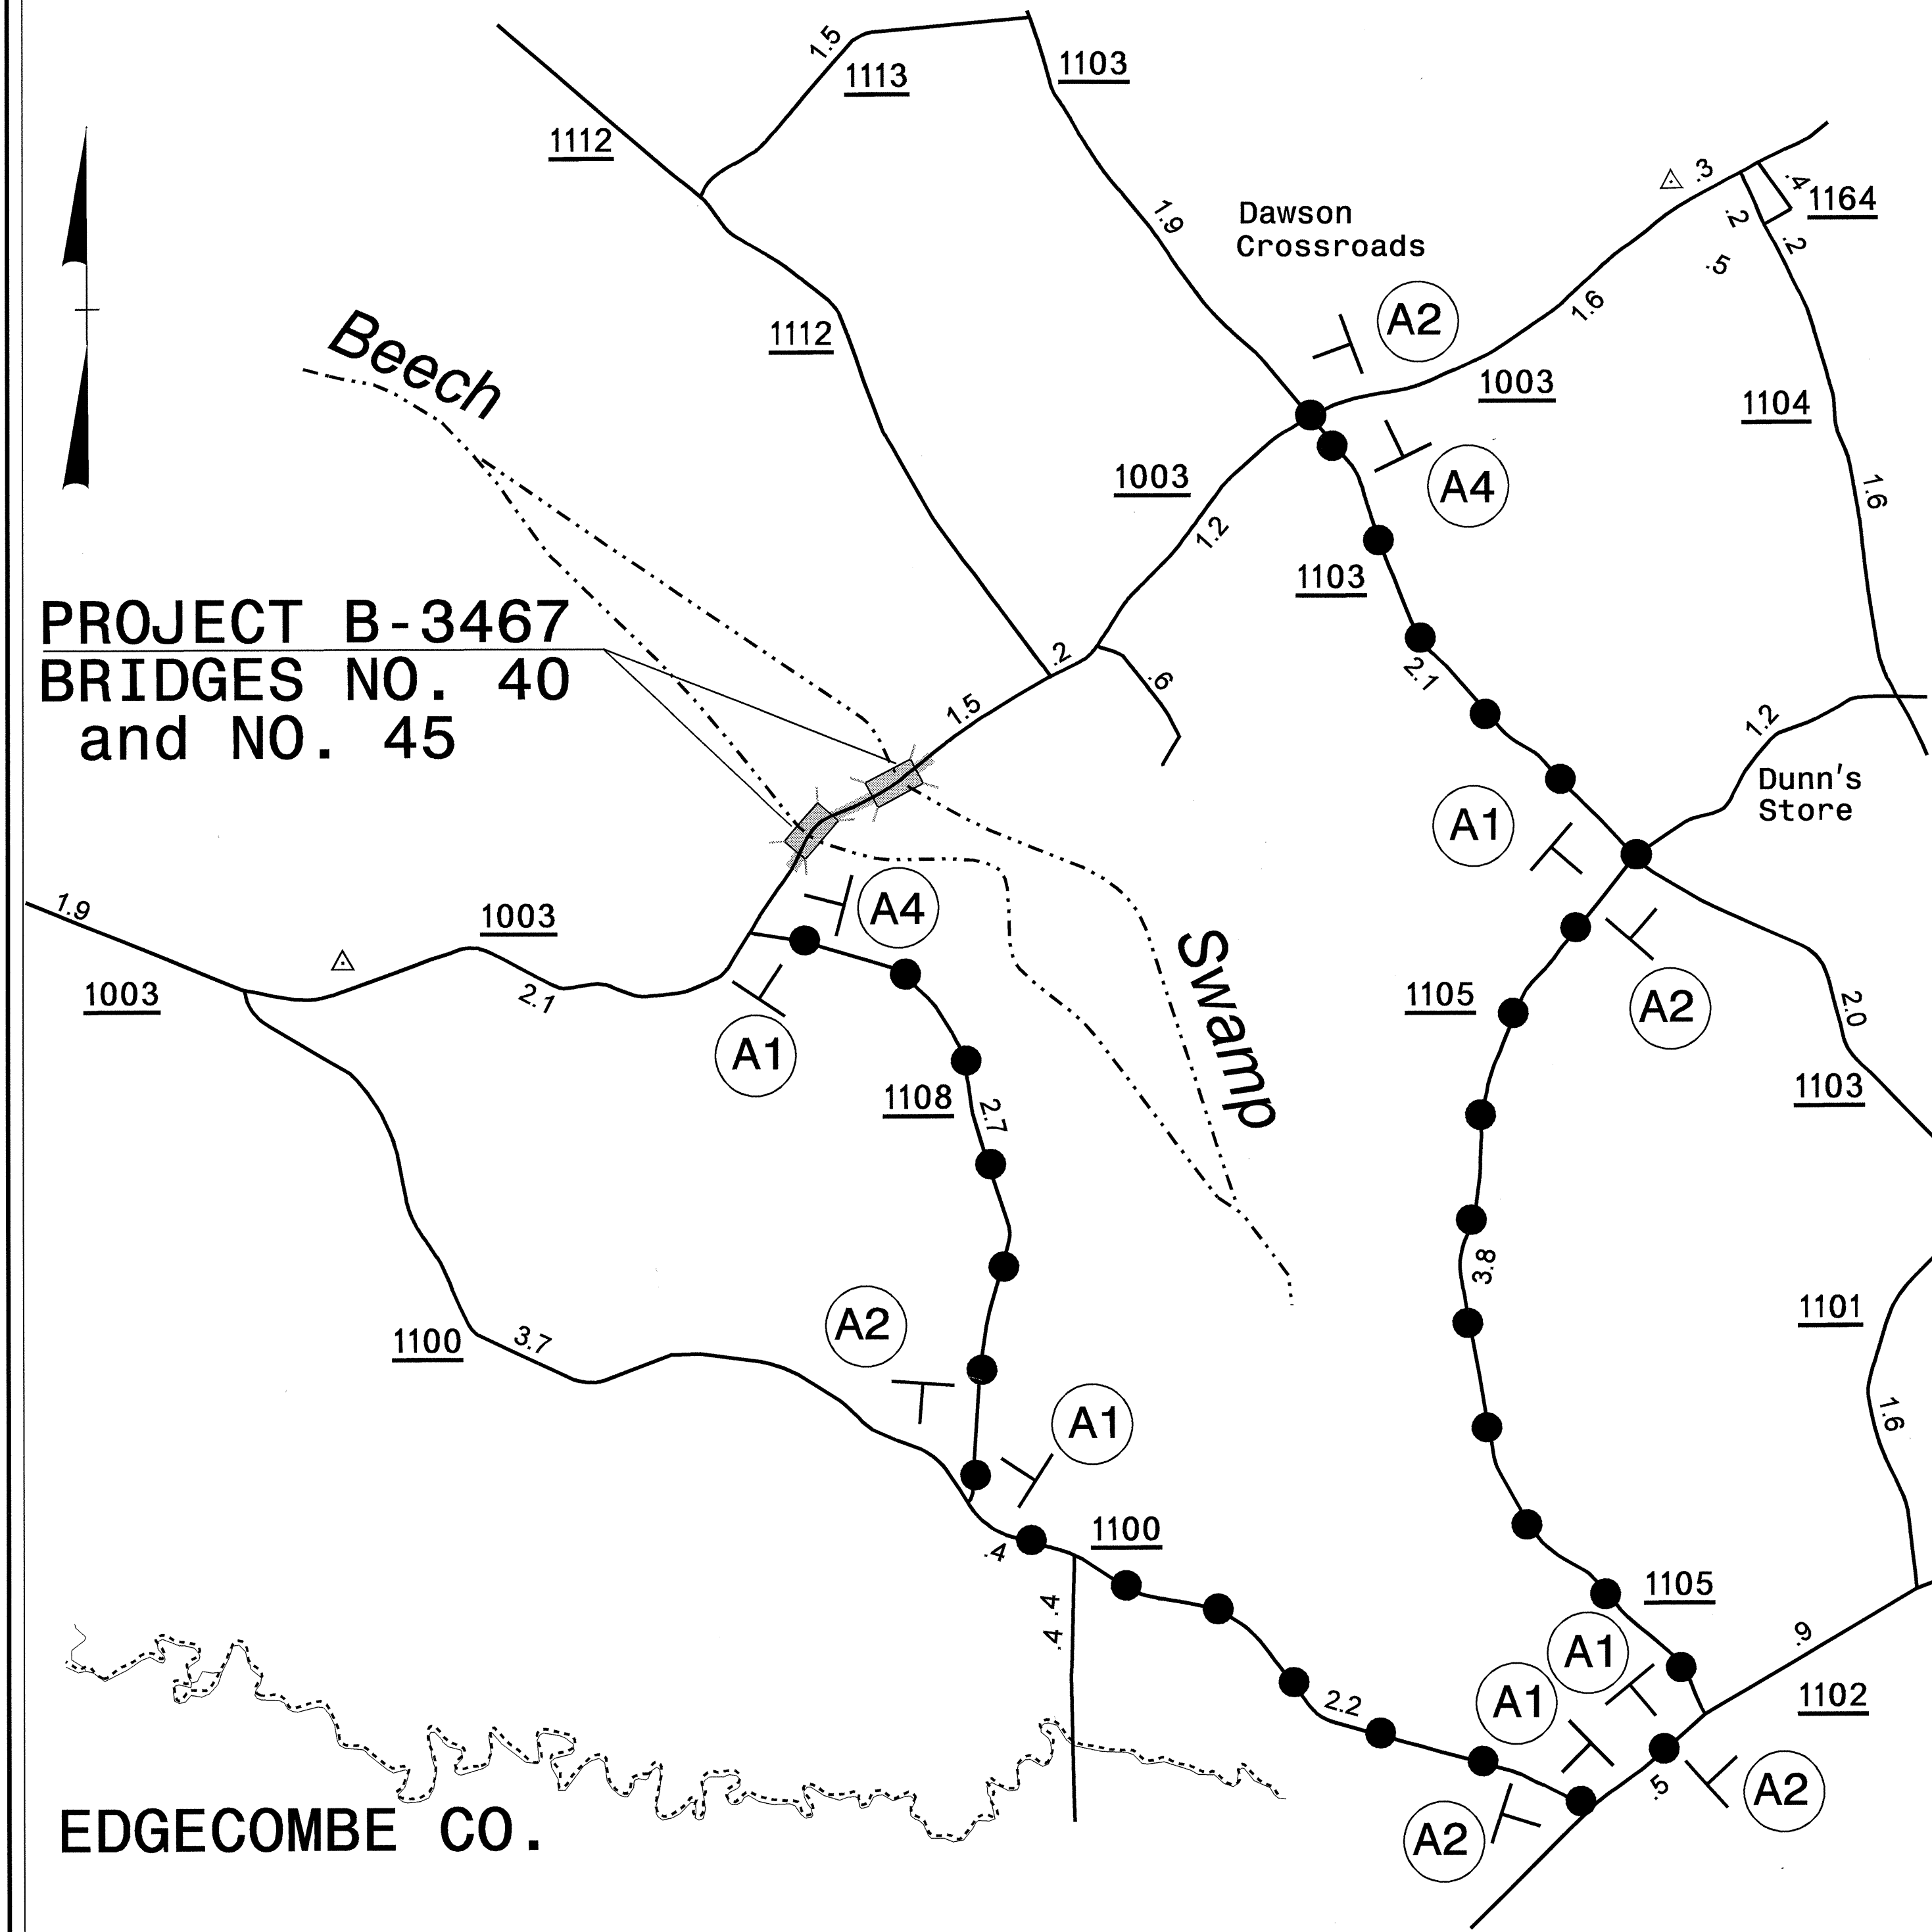 1.5
1113
1103
1112
1.9
Dawson
Crossroads
.3
.4
1164
.2
.2
.5
1.6
A2
1003
1104
1112
Beech
1003
A4
1.2
1.6
1103
PROJECT B-3467
BRIDGES NO. 40
and NO. 45
.2
.6
2.1
1.5
1.2
Dunn's
Store
A1
1.9
1003
A4
1003
2.1
Swamp
1105
A2
2.0
A1
1108
2.7
1103
3.8
1101
A2
1100
3.7
A1
1.6
1100
.4
.4
.4
1105
A1
.9
A1
1102
2.2
.5
A2
A2
EDGECOMBE CO.